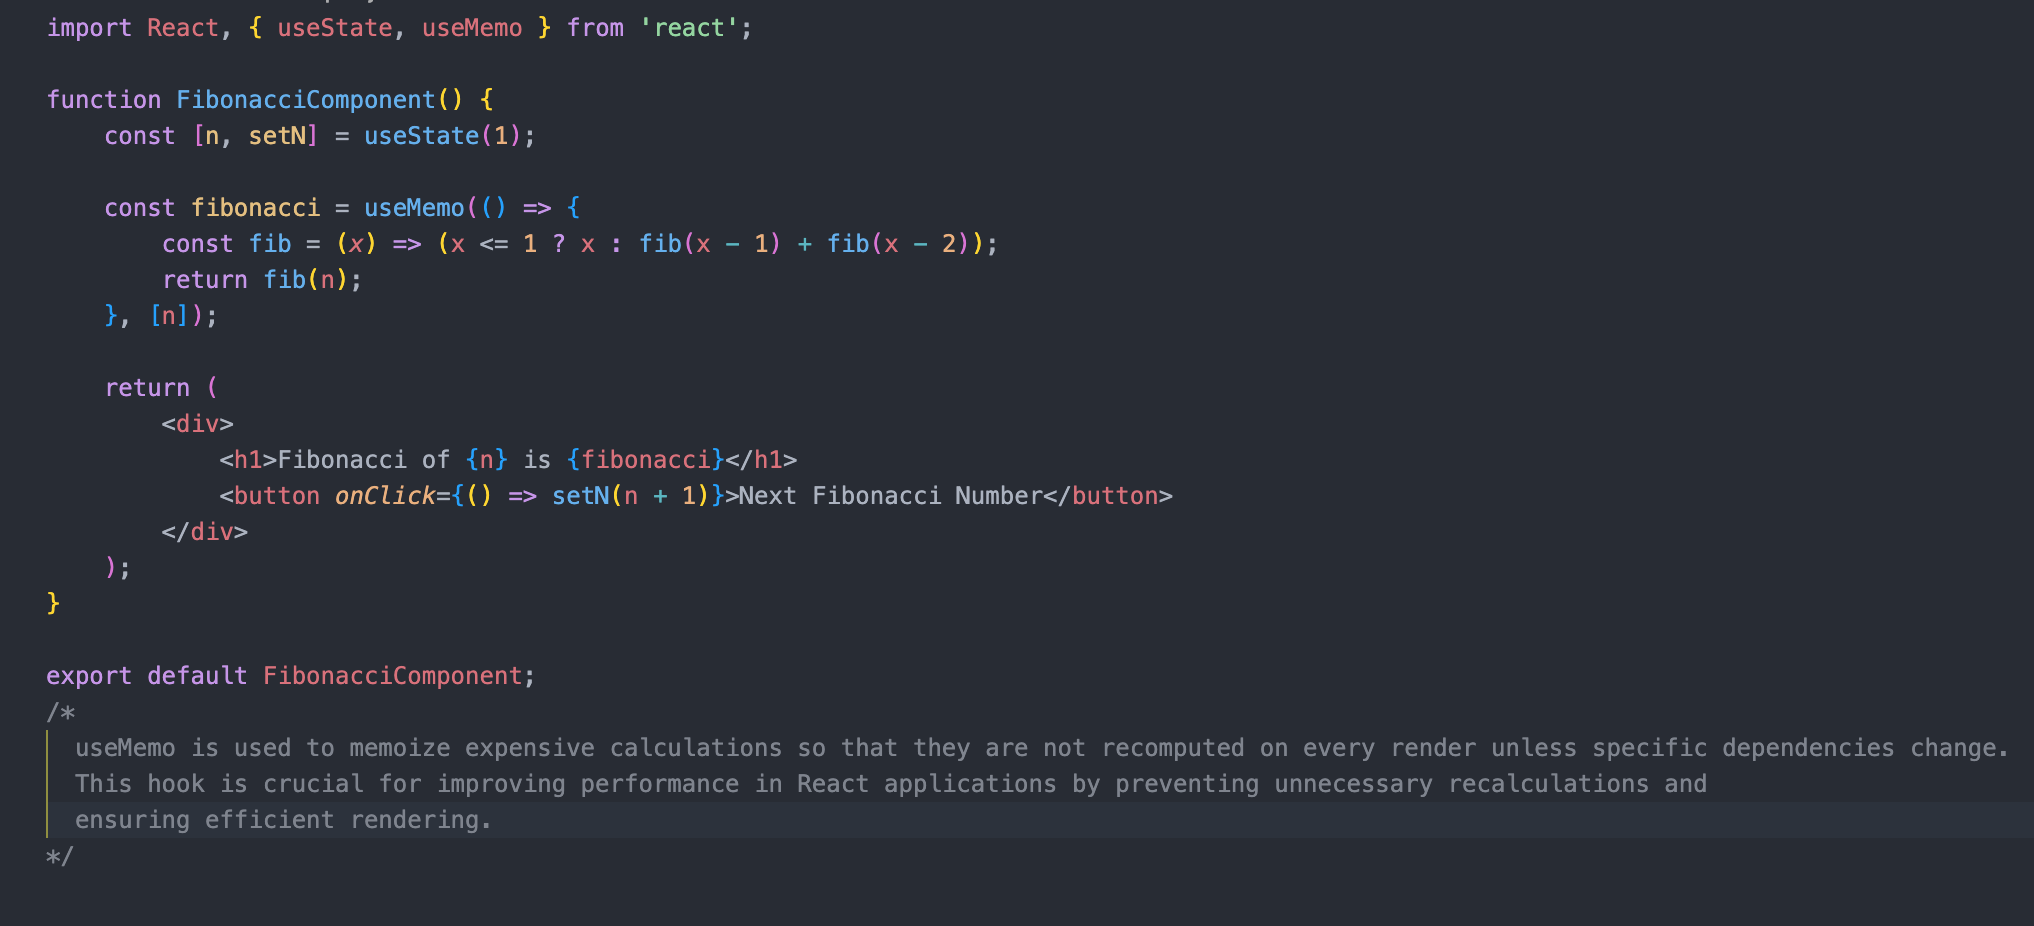 import React, { useState, useMemo } from 'react';
function FibonacciComponent() {
    const [n, setN] = useState(1);
    const fibonacci = useMemo(() => {
        const fib = (x) => (x <= 1 ? x : fib(x - 1) + fib(x - 2));
        return fib(n);
    }, [n]);
    return (
        <div>
            <h1>Fibonacci of {n} is {fibonacci}</h1>
            <button onClick={() => setN(n + 1)}>Next Fibonacci Number</button>
        </div>
    );
}
export default FibonacciComponent;
/*
  useMemo is used to memoize expensive calculations so that they are not recomputed on every render unless specific dependencies change.
  This hook is crucial for improving performance in React applications by preventing unnecessary recalculations and
  ensuring efficient rendering.
*/